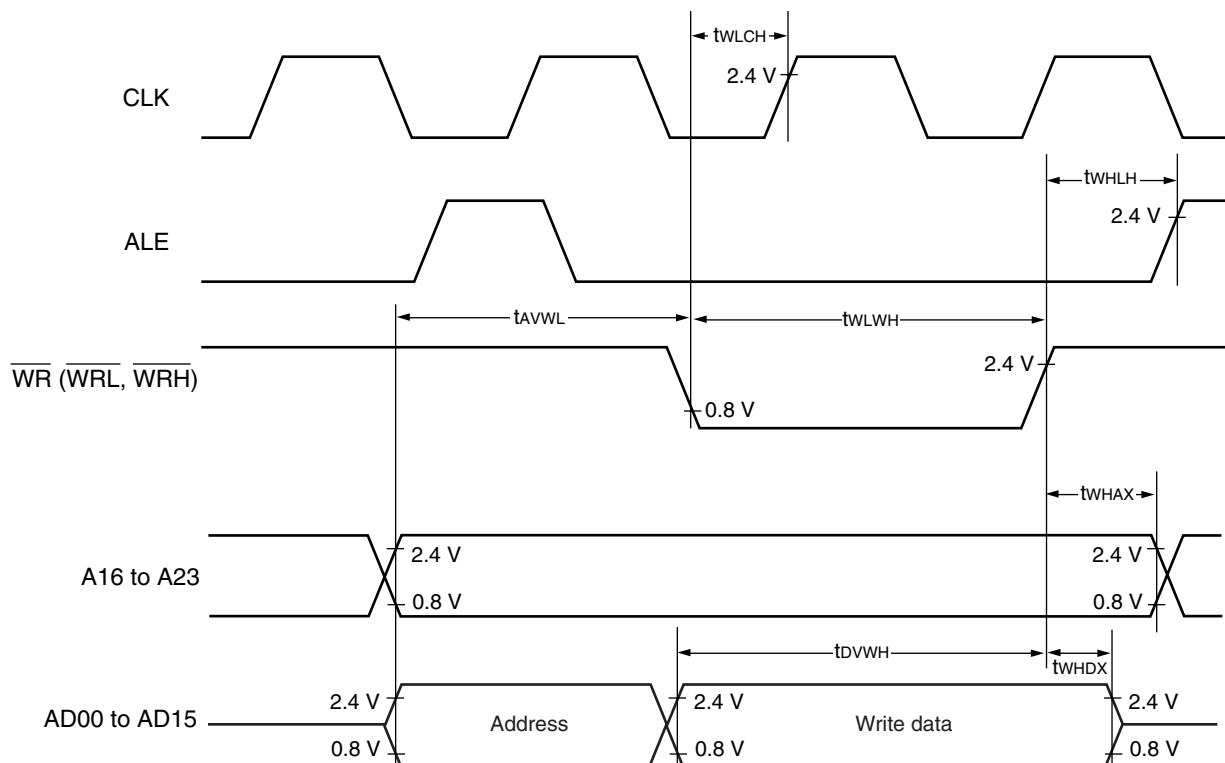 tWLCH
2.4 V
CLK
tWHLH
2.4 V
ALE
tAVWL
tWLWH
WR (WRL, WRH)
2.4 V
0.8 V
tWHAX
2.4 V
2.4 V
A16 to A23
0.8 V
0.8 V
tDVWH
tWHDX
2.4 V
2.4 V
2.4 V
AD00 to AD15
Address
Write data
0.8 V
0.8 V
0.8 V